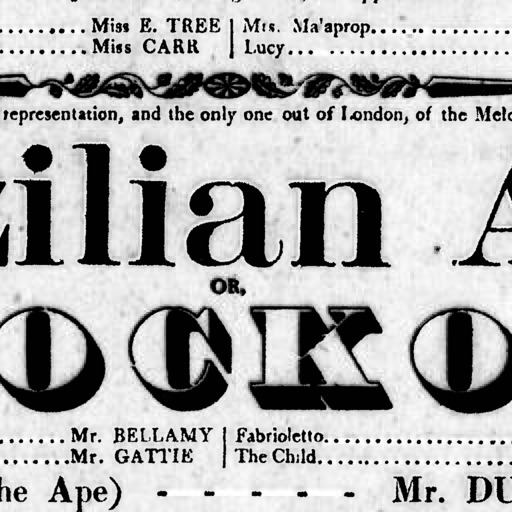 Miss E. TREE | Mrs. Ma'aprop
Miss CARR | Lucy
representation, and the only one out of London, of the Melo
zilian A
OR,
OCKO
Mr. BELLAMY | Fabrioletto
Mr. GATTIE | The Child
he Ape) - - - - - Mr. DU